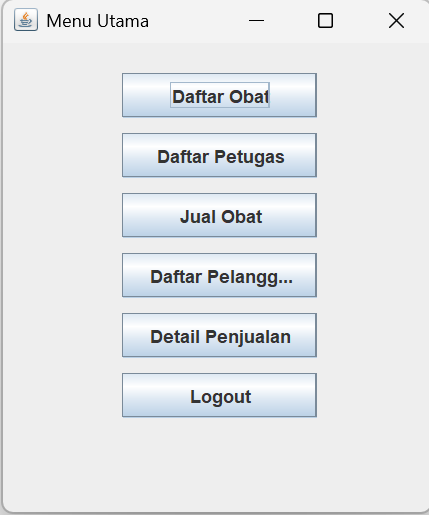 Menu Utama
Daftar Obat
Daftar Petugas
Jual Obat
Daftar Pelangg...
Detail Penjualan
Logout